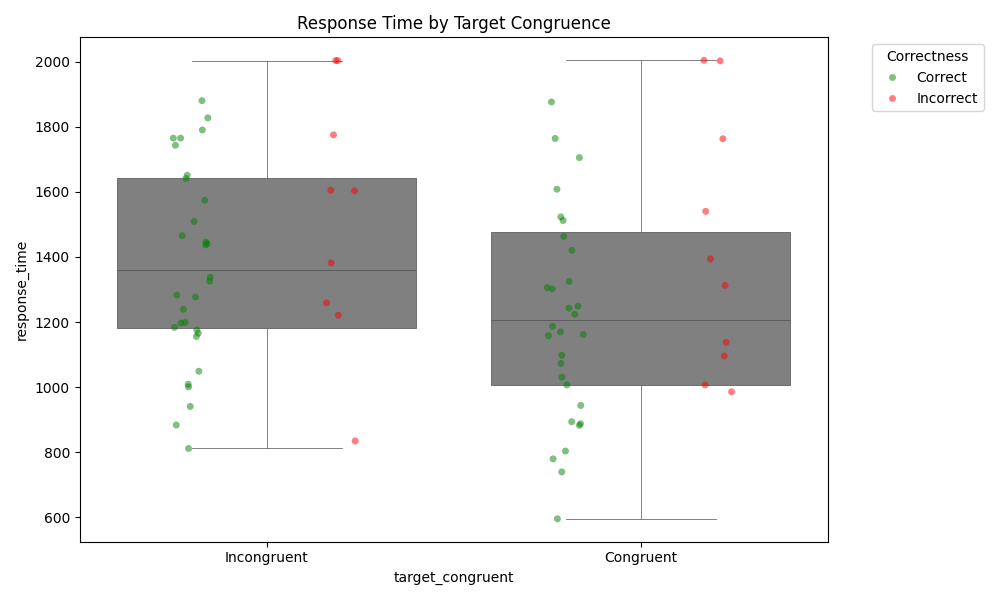 Response Time by Target Congruence
Correctness
Correct
Incorrect
response_time
2000
1800
1600
1400
1200
1000
800
600
Incongruent
Congruent
target_congruent